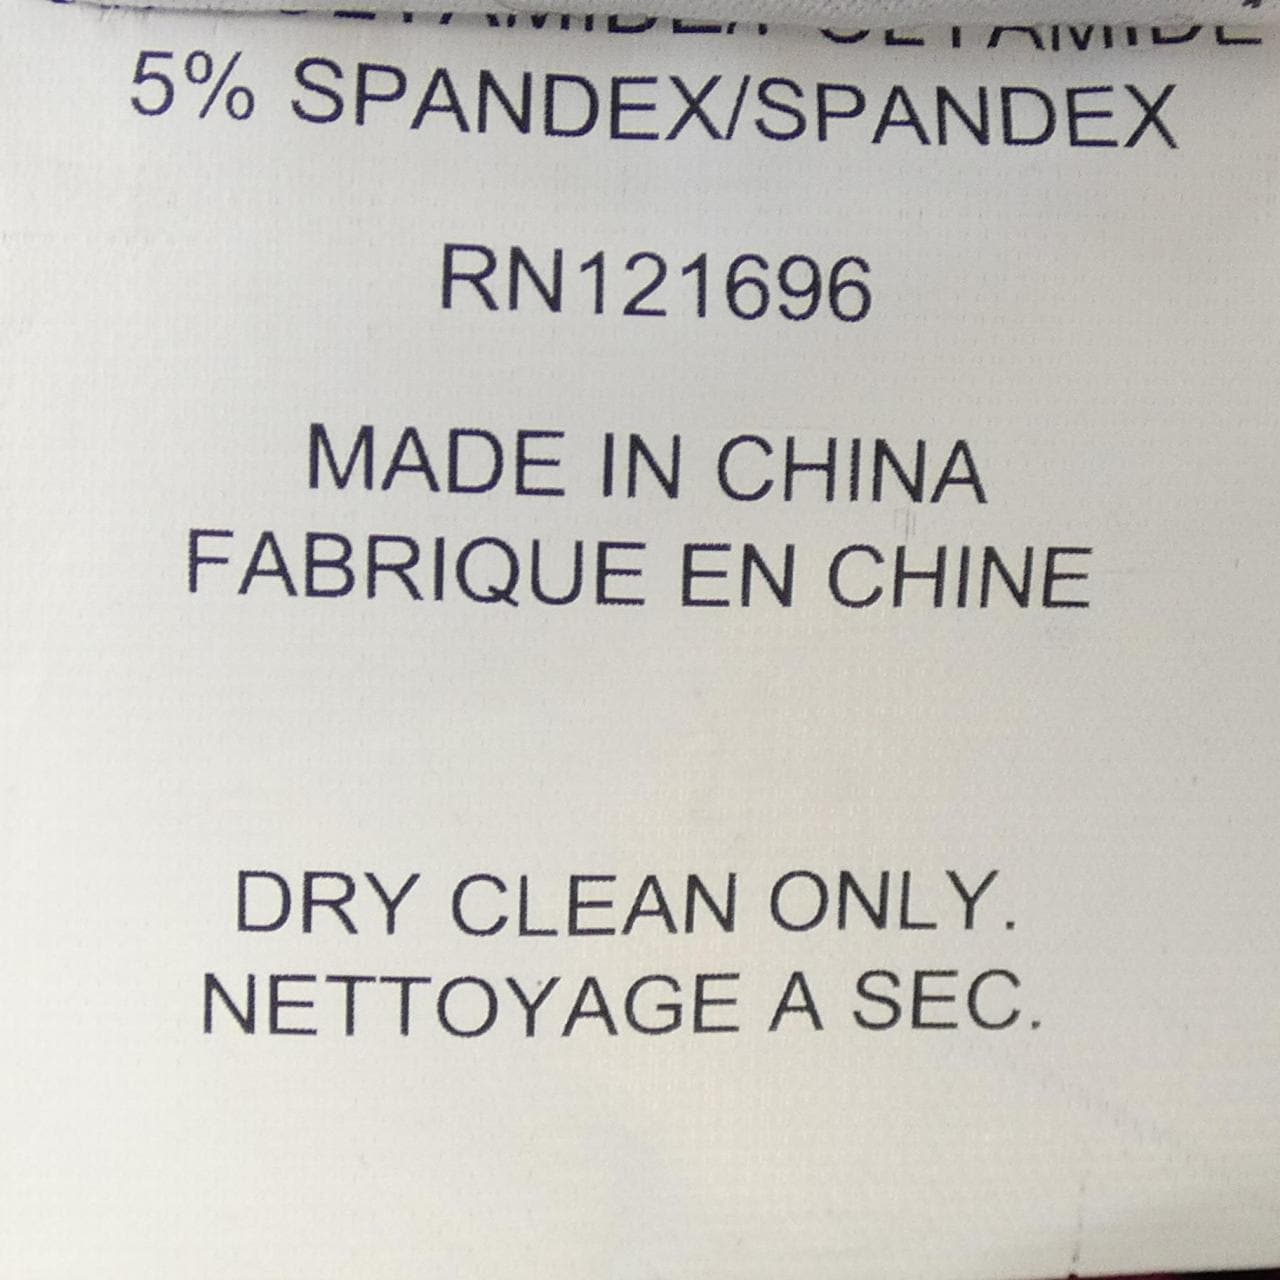 5% SPANDEX/SPANDEX
RN121696
MADE IN CHINA
FABRIQUE EN CHINE
DRY CLEAN ONLY.
NETTOYAGE A SEC.